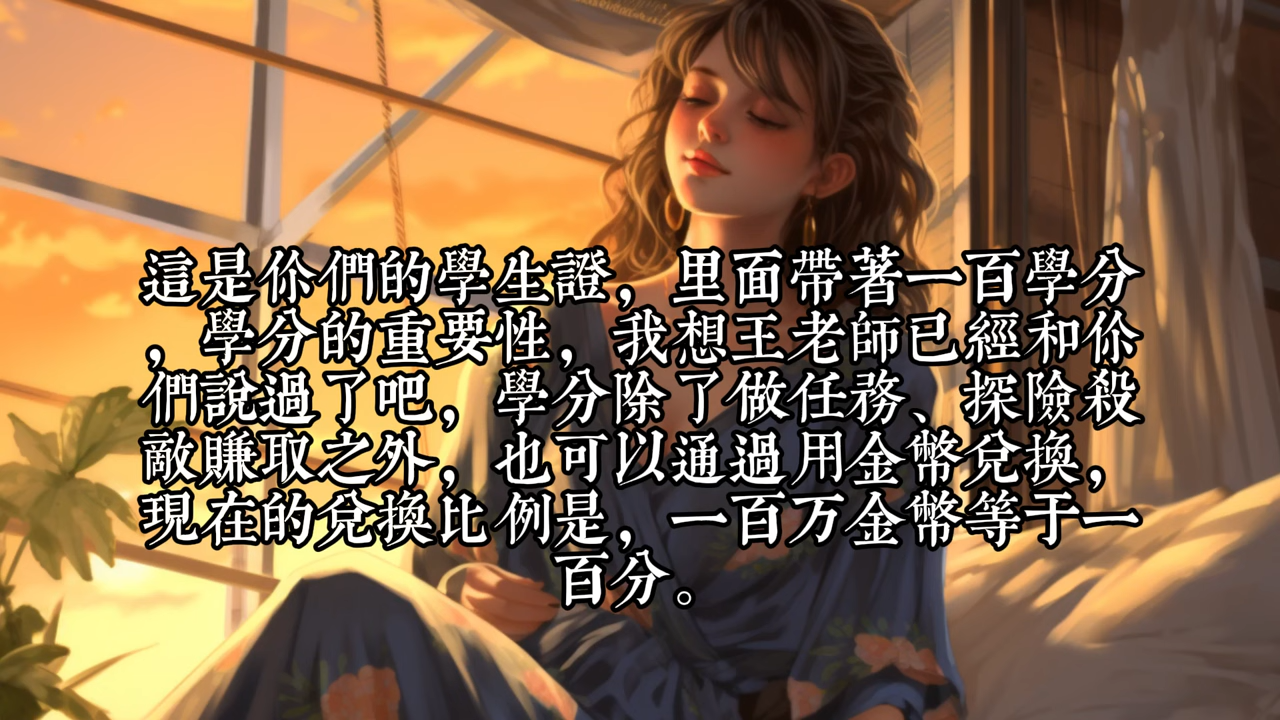 這是你們的學生證，里面帶著一百學分
，學分的重要性，我想王老師已經和你
們說過了吧，學分除了做任務、探險殺
敵賺取之外，也可以通過用金幣兌換，
現在的兌換比例是，一百万金幣等于一
百分。